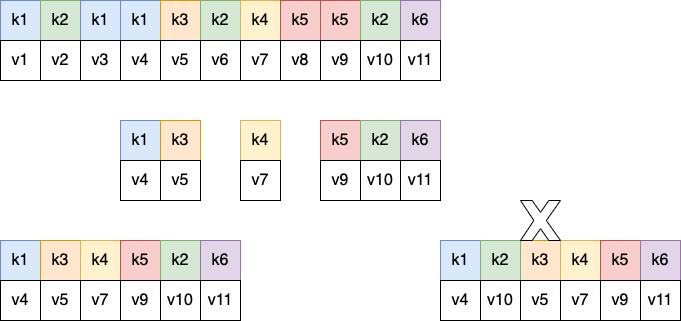 k1 k2 k1 k1 k3 k2 k4 k5 k5 k2 k6
v1 v2 v3 v4 v5 v6 v7 v8 v9 v10 v11
k1 k3 k4 k5 k2 k6
v4 v5 v7 v9 v10 v11
X
k1 k3 k4 k5 k2 k6
v4 v5 v7 v9 v10 v11
k1 k2 k3 k4 k5 k6
v4 v10 v5 v7 v9 v11